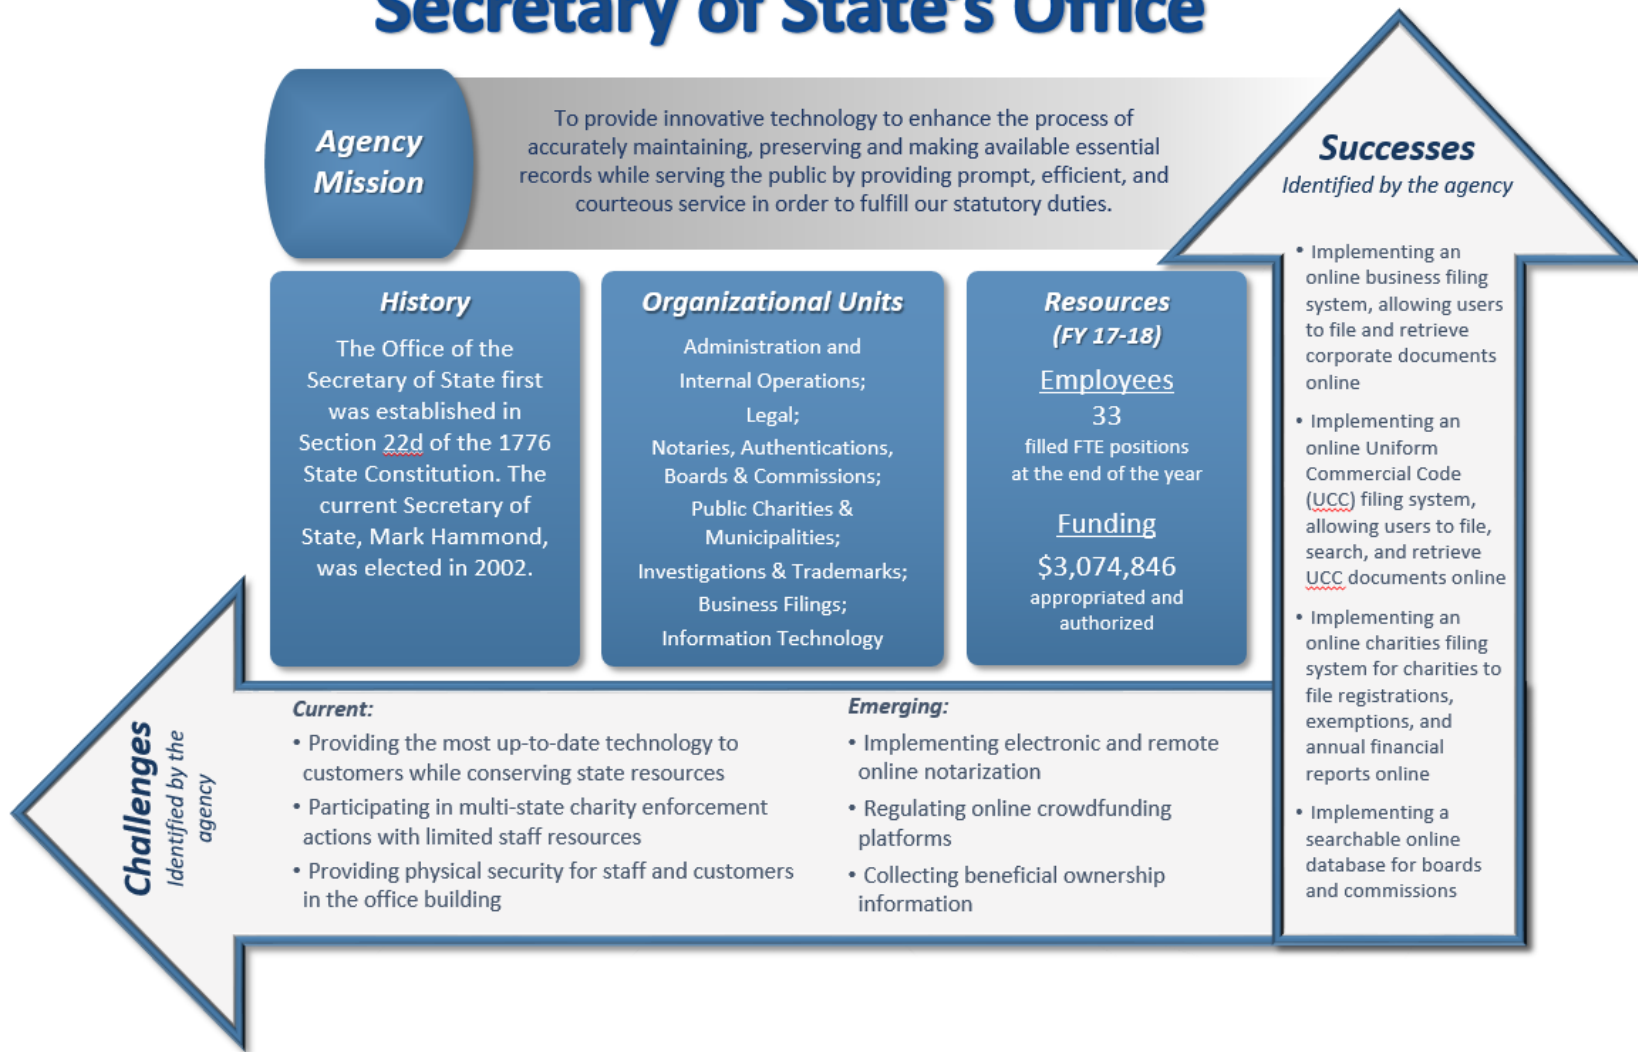 Secretary of State's Office
Agency
Mission
To provide innovative technology to enhance the process of
accurately maintaining, preserving and making available essential
records while serving the public by providing prompt, efficient, and
courteous service in order to fulfill our statutory duties.
Successes
Identified by the agency
• Implementing an
online business filing
system, allowing users
to file and retrieve
corporate documents
online
• Implementing an
online Uniform
Commercial Code
(UCC) filing system,
allowing users to file,
search, and retrieve
UCC documents online
• Implementing an
online charities filing
system for charities to
file registrations,
exemptions, and
annual financial
reports online
• Implementing a
searchable online
database for boards
and commissions
History
The Office of the
Secretary of State first
was established in
Section 22d of the 1776
State Constitution. The
current Secretary of
State, Mark Hammond,
was elected in 2002.
Organizational Units
Administration and
Internal Operations;
Legal;
Notaries, Authentications,
Boards & Commissions;
Public Charities &
Municipalities;
Investigations & Trademarks;
Business Filings;
Information Technology
Resources
(FY 17-18)
Employees
33
filled FTE positions
at the end of the year
Funding
$3,074,846
appropriated and
authorized
Challenges
Identified by the
agency
Current:
• Providing the most up-to-date technology to
customers while conserving state resources
• Participating in multi-state charity enforcement
actions with limited staff resources
• Providing physical security for staff and customers
in the office building
Emerging:
• Implementing electronic and remote
online notarization
• Regulating online crowdfunding
platforms
• Collecting beneficial ownership
information